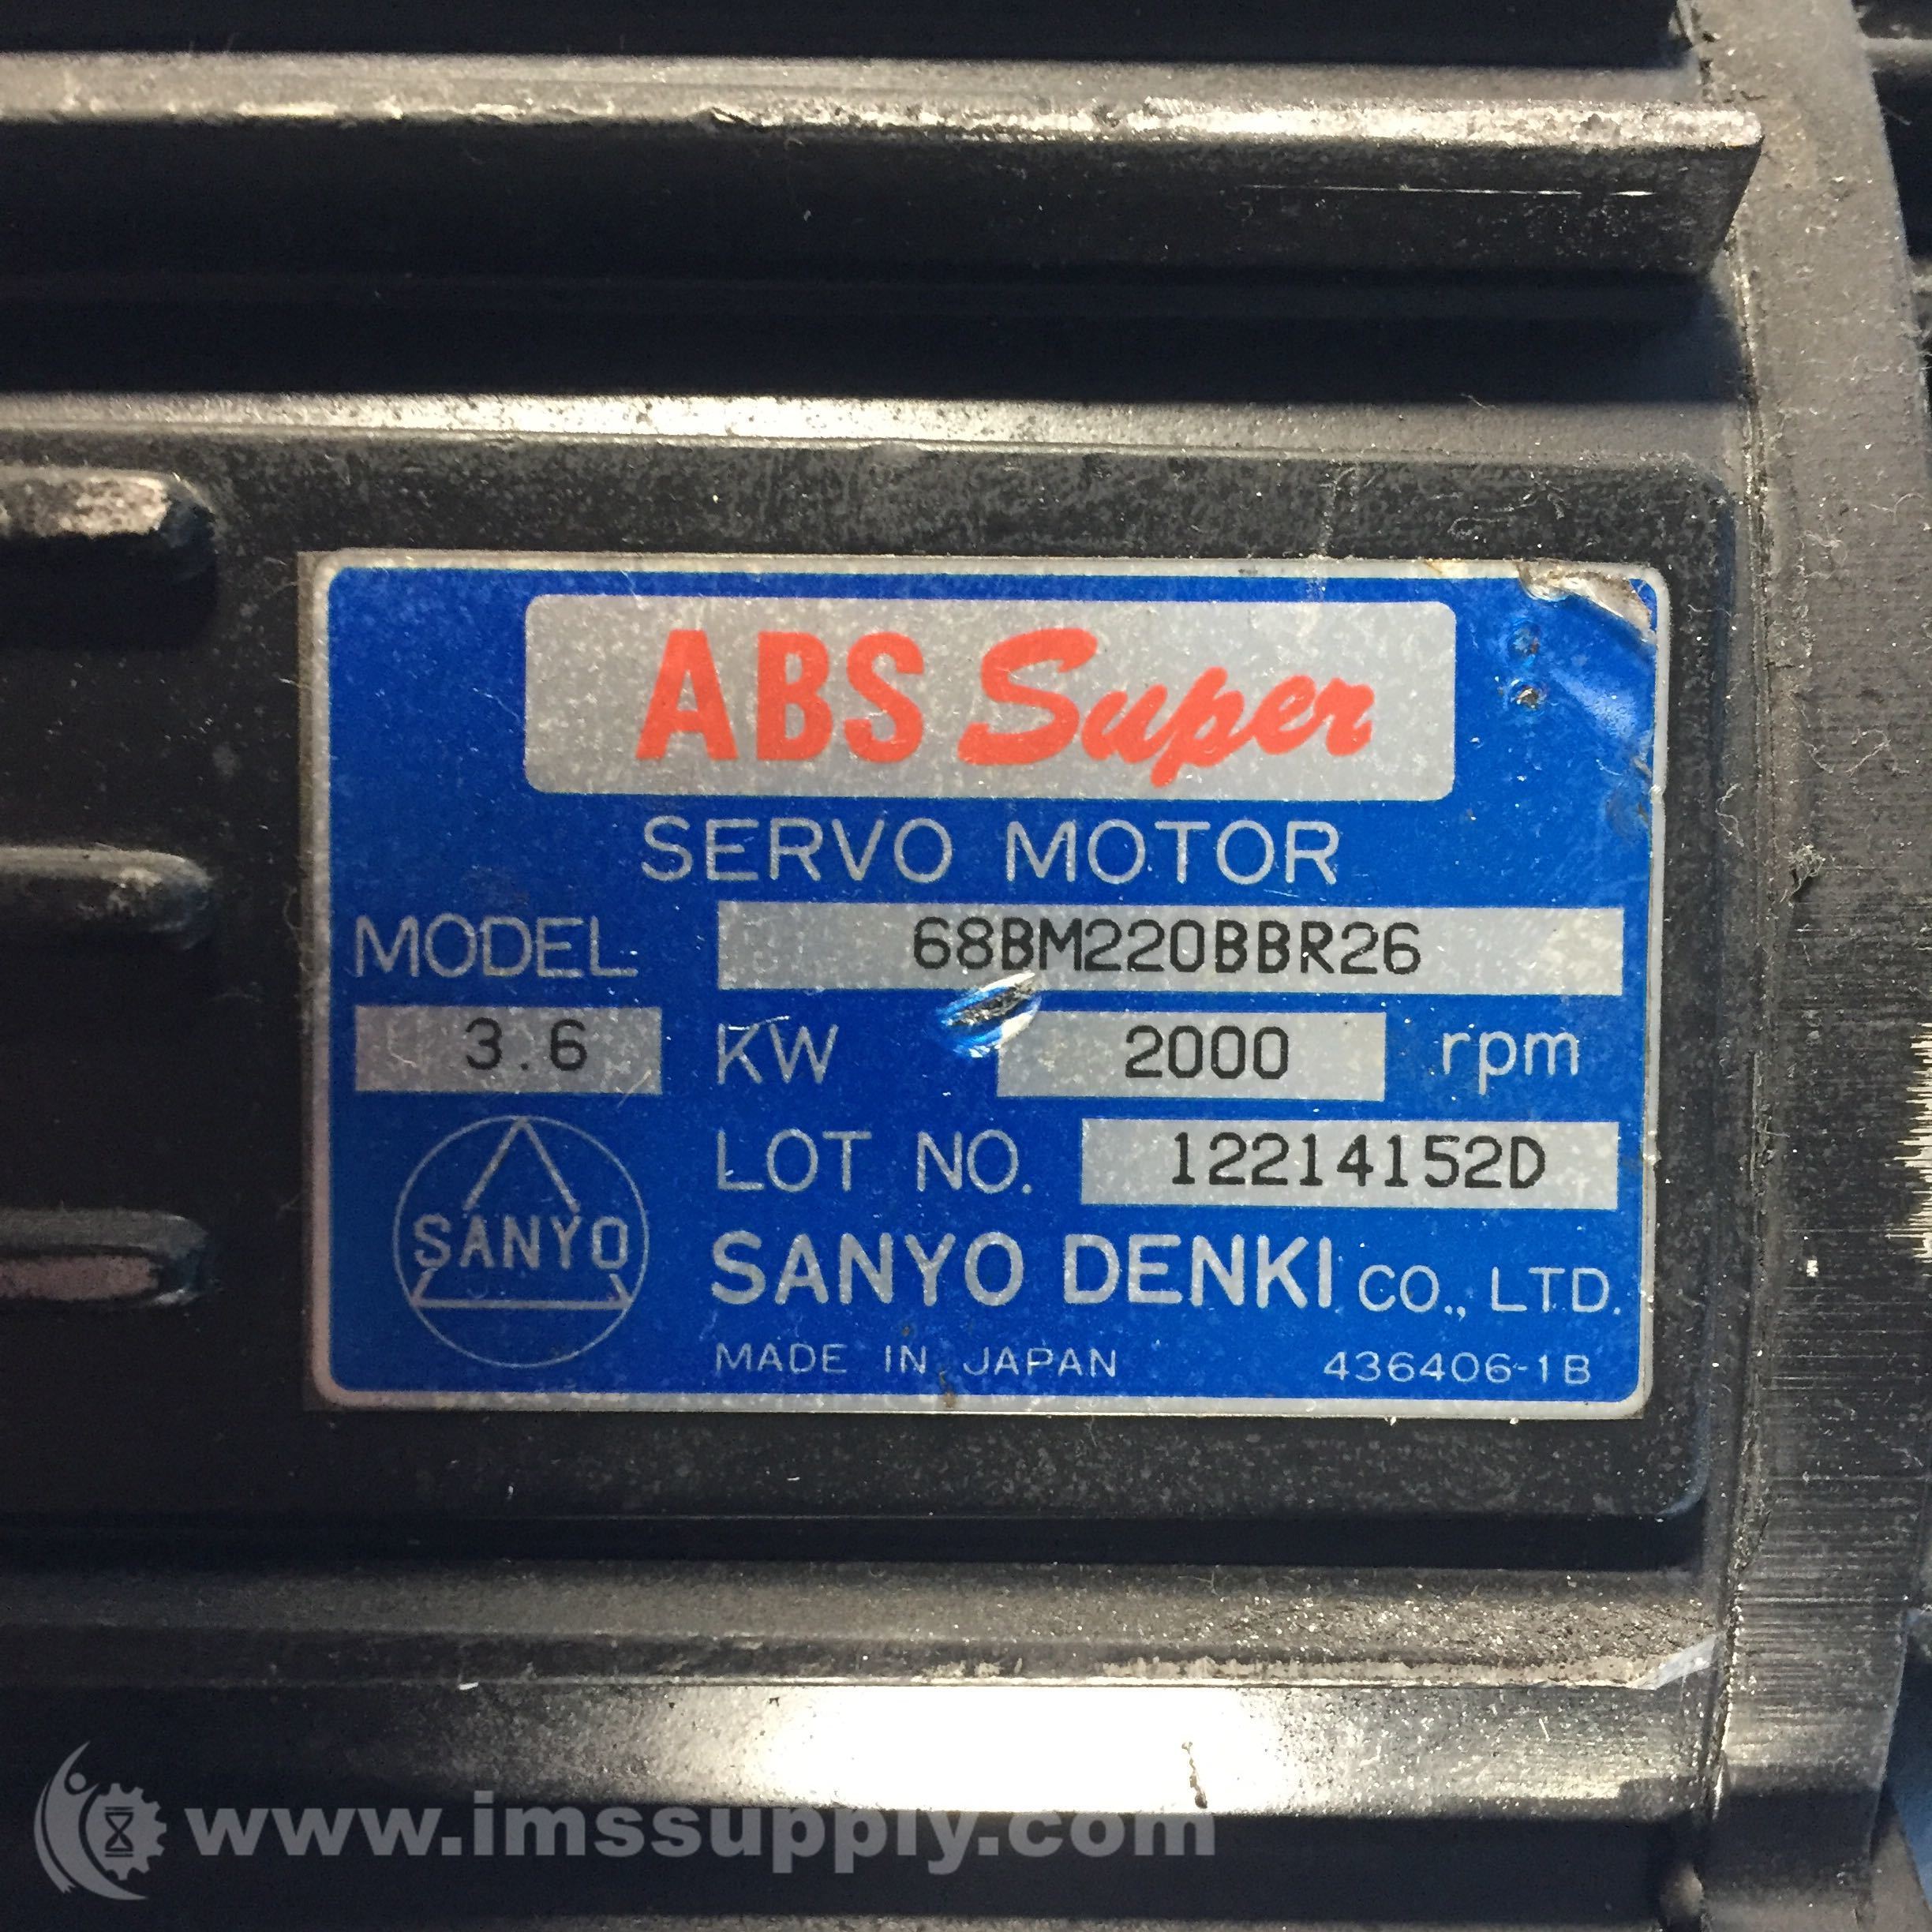 ABS Super
SERVO MOTOR
MODEL 68BM220BBR26
3.6 KW 2000 rpm
LOT NO. 12214152D
SANYO
SANYO DENKI CO., LTD.
MADE IN JAPAN 436406-1B
www.imssupply.com